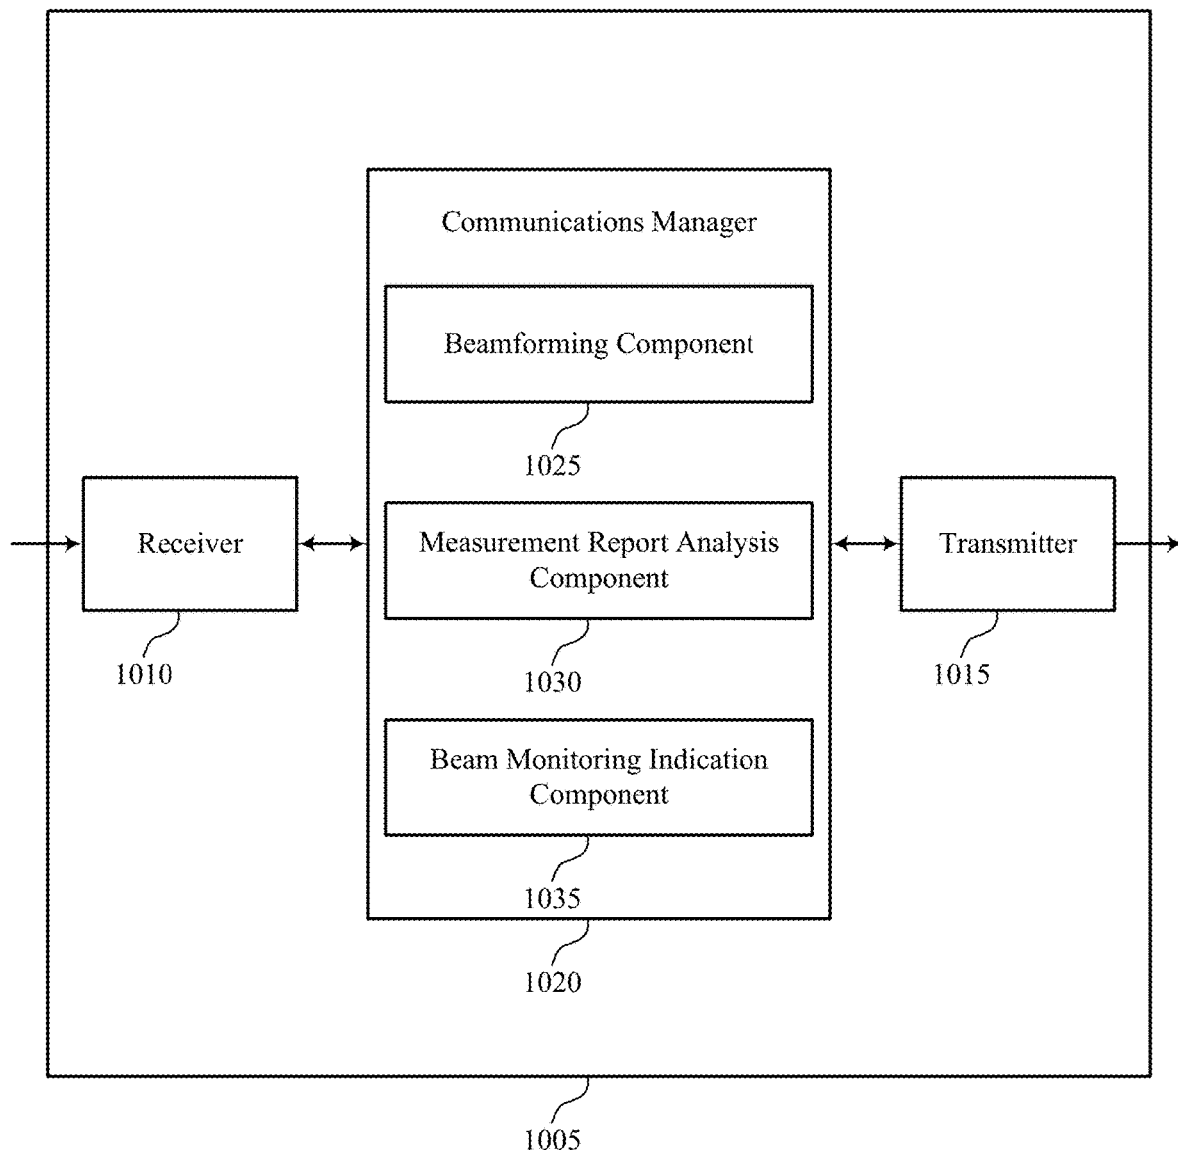 Communications Manager
Beamforming Component
1025
Receiver
1010
Measurement Report Analysis
Component
1030
Transmitter
1015
Beam Monitoring Indication
Component
1035
1020
1005